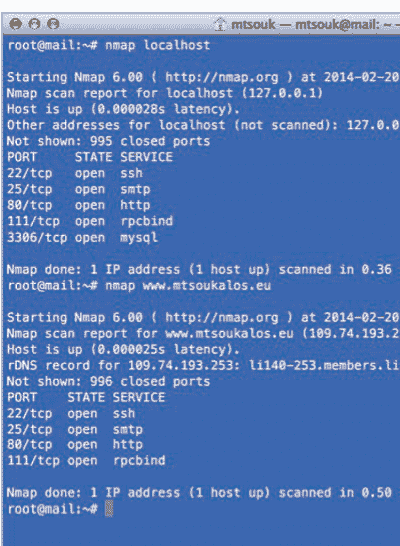 mtsouk — mtsouk@mail: ~ —
root@mail:~# nmap localhost
Starting Nmap 6.00 ( http://nmap.org ) at 2014-02-20
Nmap scan report for localhost (127.0.0.1)
Host is up (0.000028s latency).
Other addresses for localhost (not scanned): 127.0.0
Not shown: 995 closed ports
PORT STATE SERVICE
22/tcp open ssh
25/tcp open smtp
80/tcp open http
111/tcp open rpcbind
3306/tcp open mysql
Nmap done: 1 IP address (1 host up) scanned in 0.36
root@mail:~# nmap www.mtsoukalos.eu
Starting Nmap 6.00 ( http://nmap.org ) at 2014-02-20
Nmap scan report for www.mtsoukalos.eu (109.74.193.2
Host is up (0.000025s latency).
rDNS record for 109.74.193.253: li140-253.members.li
Not shown: 996 closed ports
PORT STATE SERVICE
22/tcp open ssh
25/tcp open smtp
80/tcp open http
111/tcp open rpcbind
Nmap done: 1 IP address (1 host up) scanned in 0.50
root@mail:~#